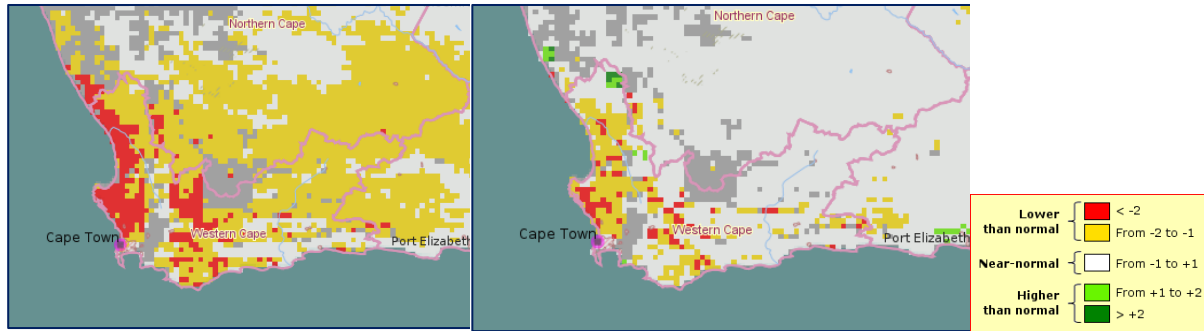 Northern Cape
Cape Town
Western Cape
Port Elizabeth
Northern Cape
Cape Town
Western Cape
Port Elizabeth
Lower than normal
< -2
From -2 to -1
Near-normal
From -1 to +1
Higher than normal
From +1 to +2
> +2